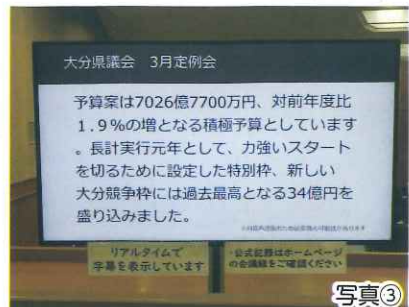 大分県議会　3月定例会
予算案は7026億7700万円、対前年度比
１.９％の増となる積極予算としています
。長計実行元年として、力強いスタート
を切るために設定した特別枠、新しい
大分競争枠には過去最高となる34億円を
盛り込みました。
リアルタイムで
字幕を表示しています
公式記録はホームページ
の会議録をご確認ください
写真③